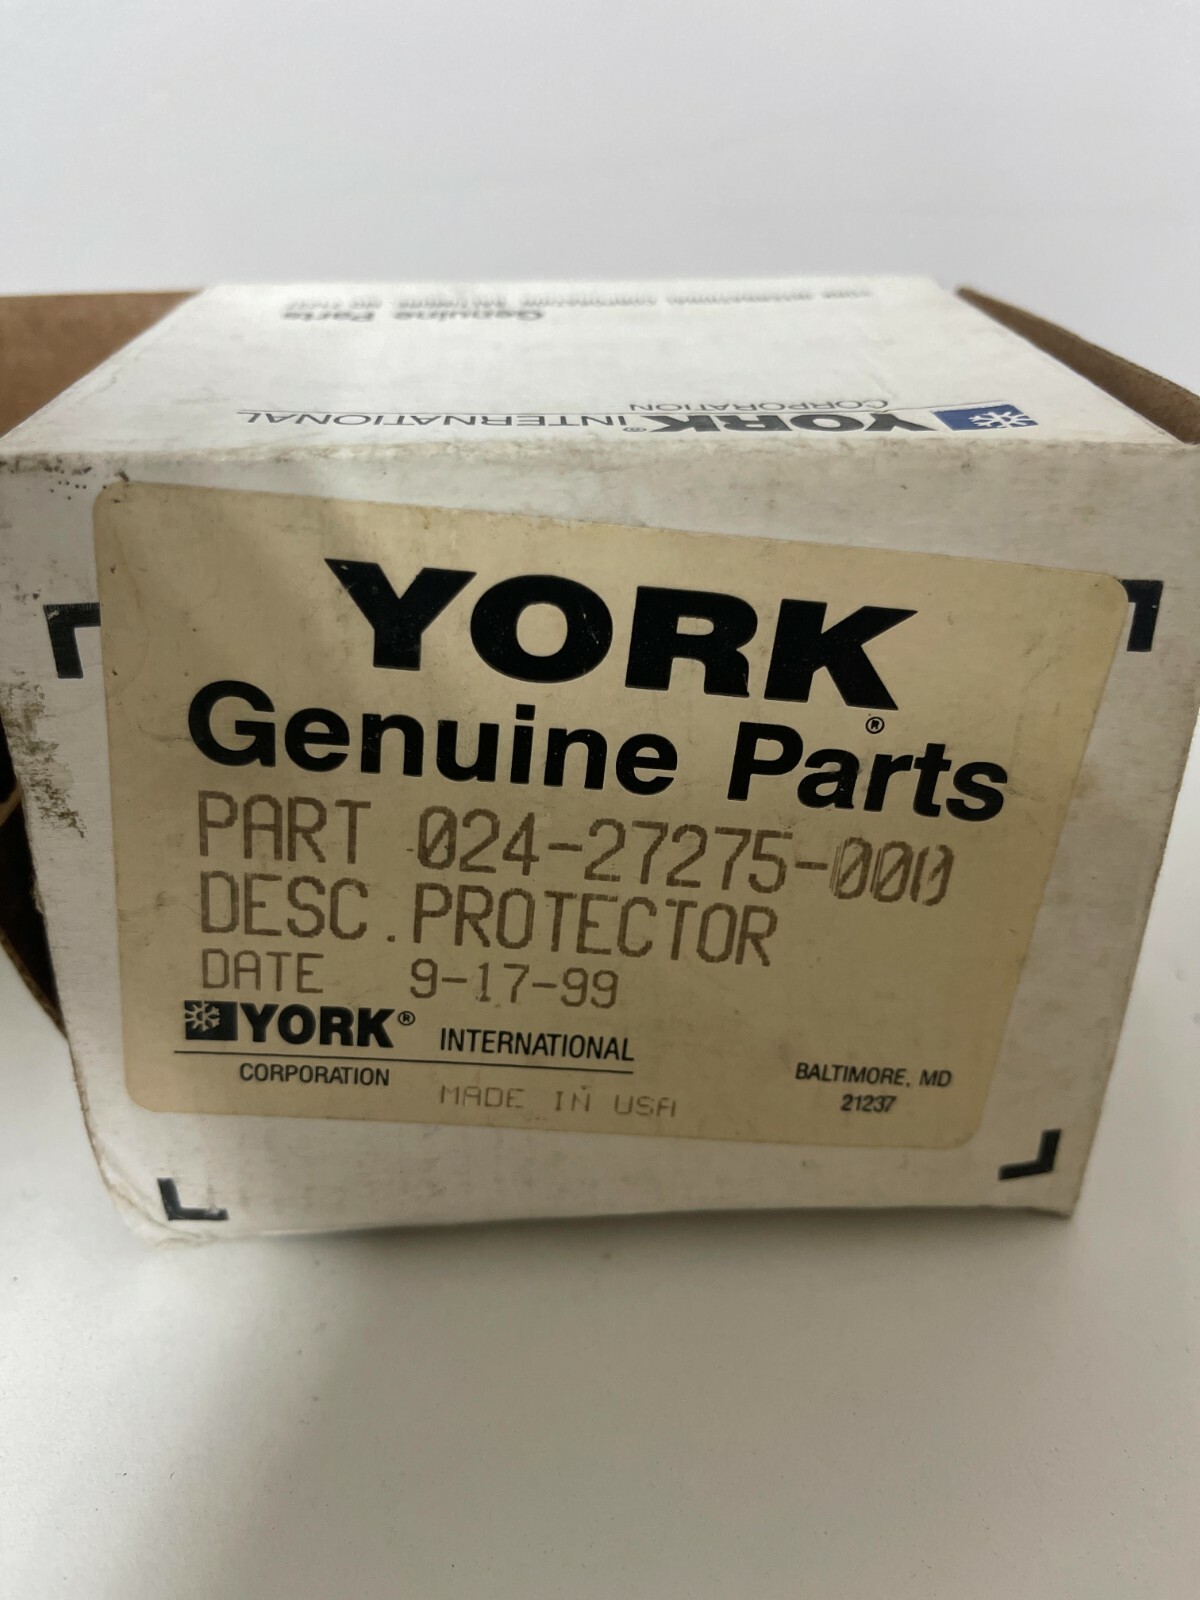 Genuine Parts
YORK® INTERNATIONAL
CORPORATION
YORK®
Genuine Parts
PART 024-27275-000
DESC. PROTECTOR
DATE 9-17-99
YORK® INTERNATIONAL
CORPORATION
BALTIMORE, MD
21237
MADE IN USA